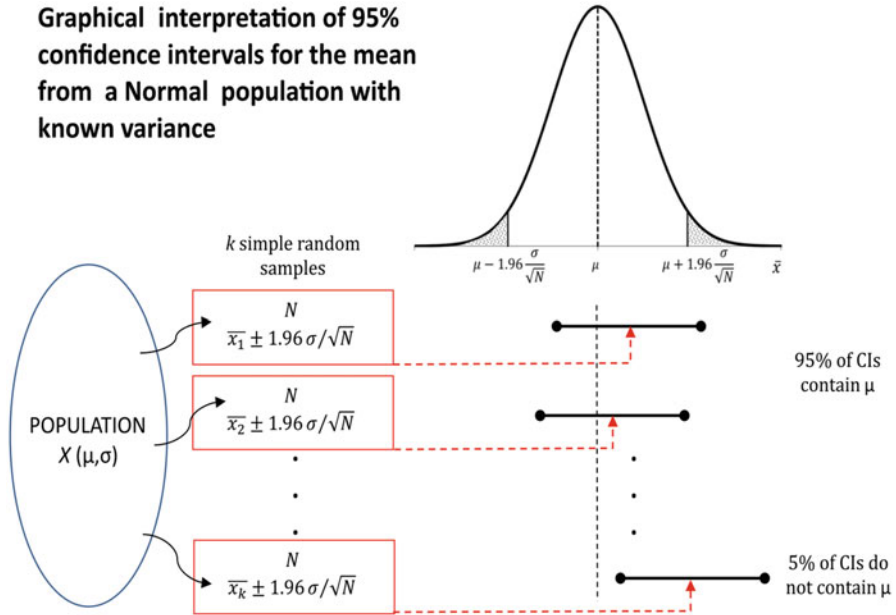 Graphical interpretation of 95%
confidence intervals for the mean
from a Normal population with
known variance
μ − 1.96 σ/√N
μ
μ + 1.96 σ/√N
x̄
k simple random
samples
N
x̄₁ ± 1.96 σ/√N
N
x̄₂ ± 1.96 σ/√N
N
x̄ₖ ± 1.96 σ/√N
POPULATION
X (μ,σ)
95% of CIs
contain μ
5% of CIs do
not contain μ